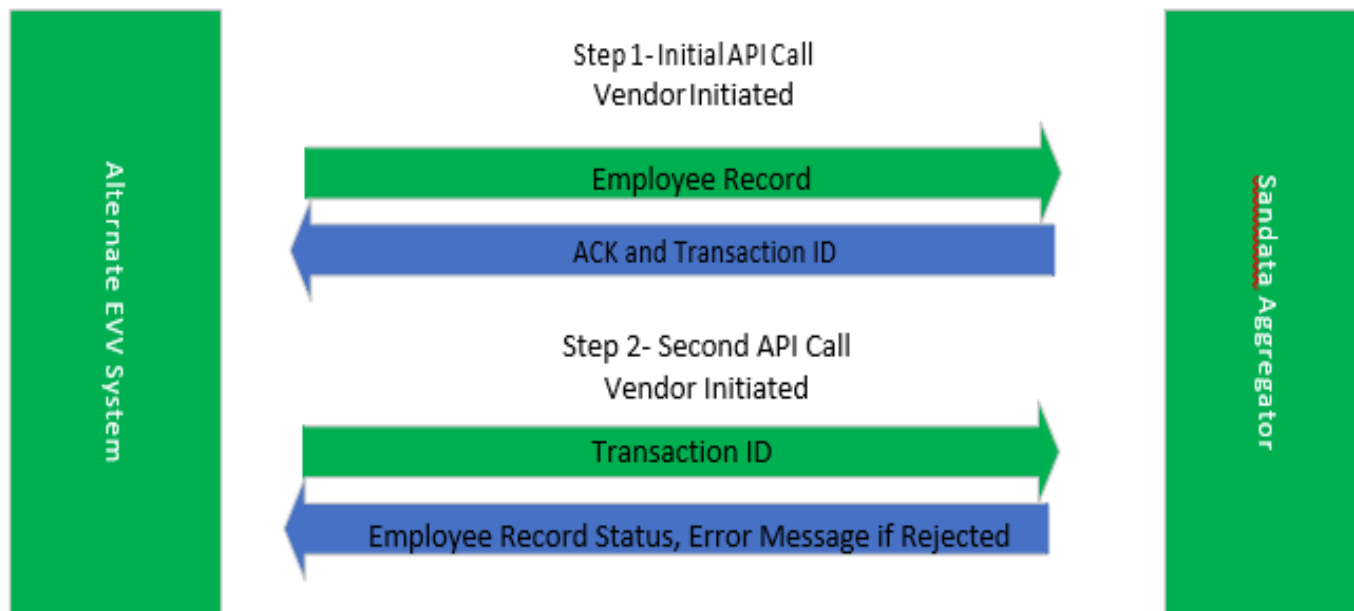 Alternate EVV System
Step 1- Initial API Call
Vendor Initiated
Employee Record
ACK and Transaction ID
Step 2- Second API Call
Vendor Initiated
Transaction ID
Employee Record Status, Error Message if Rejected
Sandata Aggregator